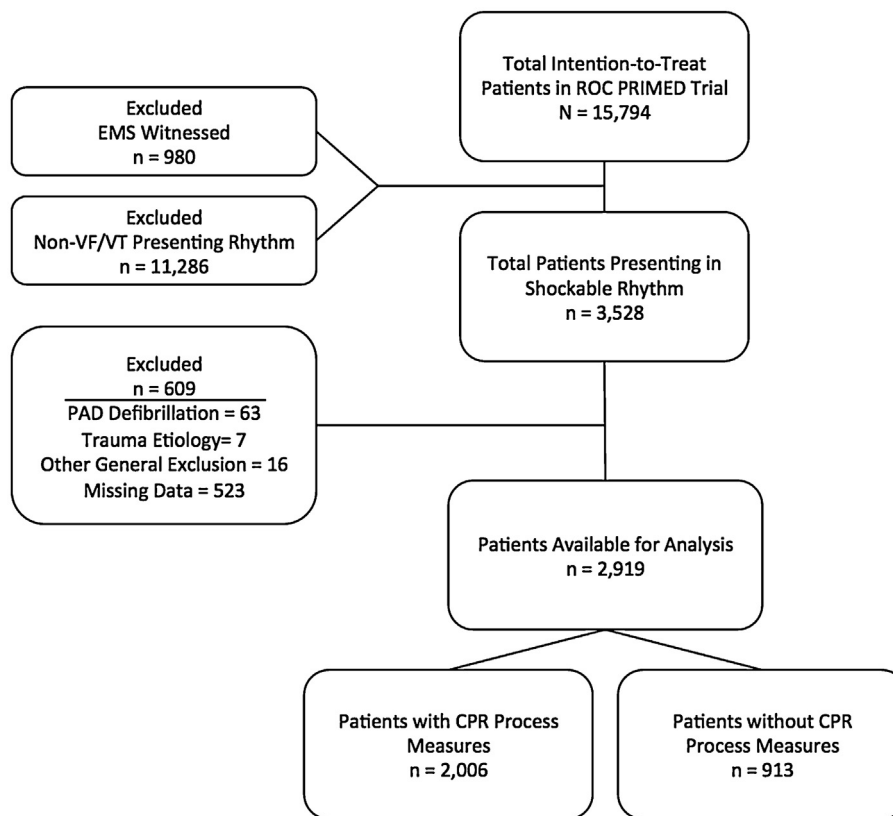 Total Intention-to-Treat
Patients in ROC PRIMED Trial
N = 15,794
Excluded
EMS Witnessed
n = 980
Excluded
Non-VF/VT Presenting Rhythm
n = 11,286
Total Patients Presenting in
Shockable Rhythm
n = 3,528
Excluded
n = 609
PAD Defibrillation = 63
Trauma Etiology= 7
Other General Exclusion = 16
Missing Data = 523
Patients Available for Analysis
n = 2,919
Patients with CPR Process
Measures
n = 2,006
Patients without CPR
Process Measures
n = 913